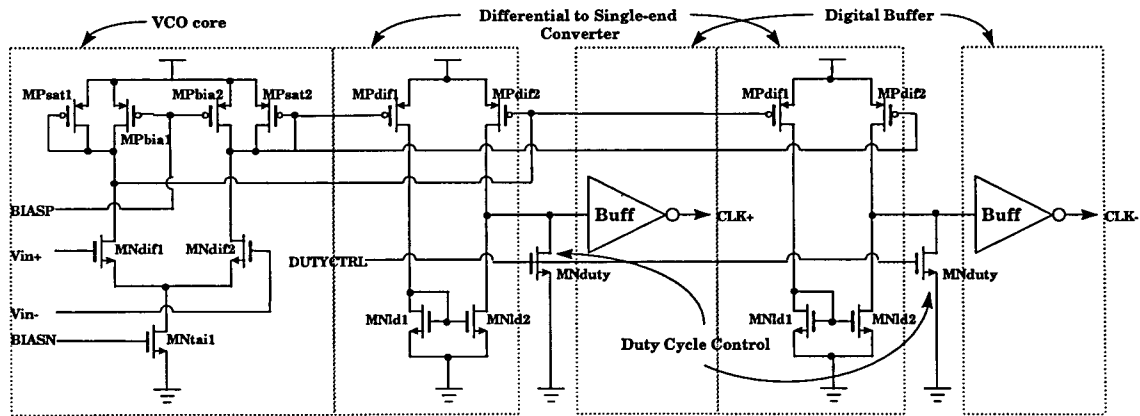 VCO core
Differential to Single-end
Converter
Digital Buffer
MPsat1
MPbia2
MPsat2
MPbia1
MPdif1
MPdif2
MPdif1
MPdif2
BIASP
Buff
CLK+
Buff
CLK-
Vin+
MNdif1
MNdif2
DUTYCTRL
MNduty
MNduty
Vin-
MNld1
MNld2
MNld1
MNld2
BIASN
MNtai1
Duty Cycle Control